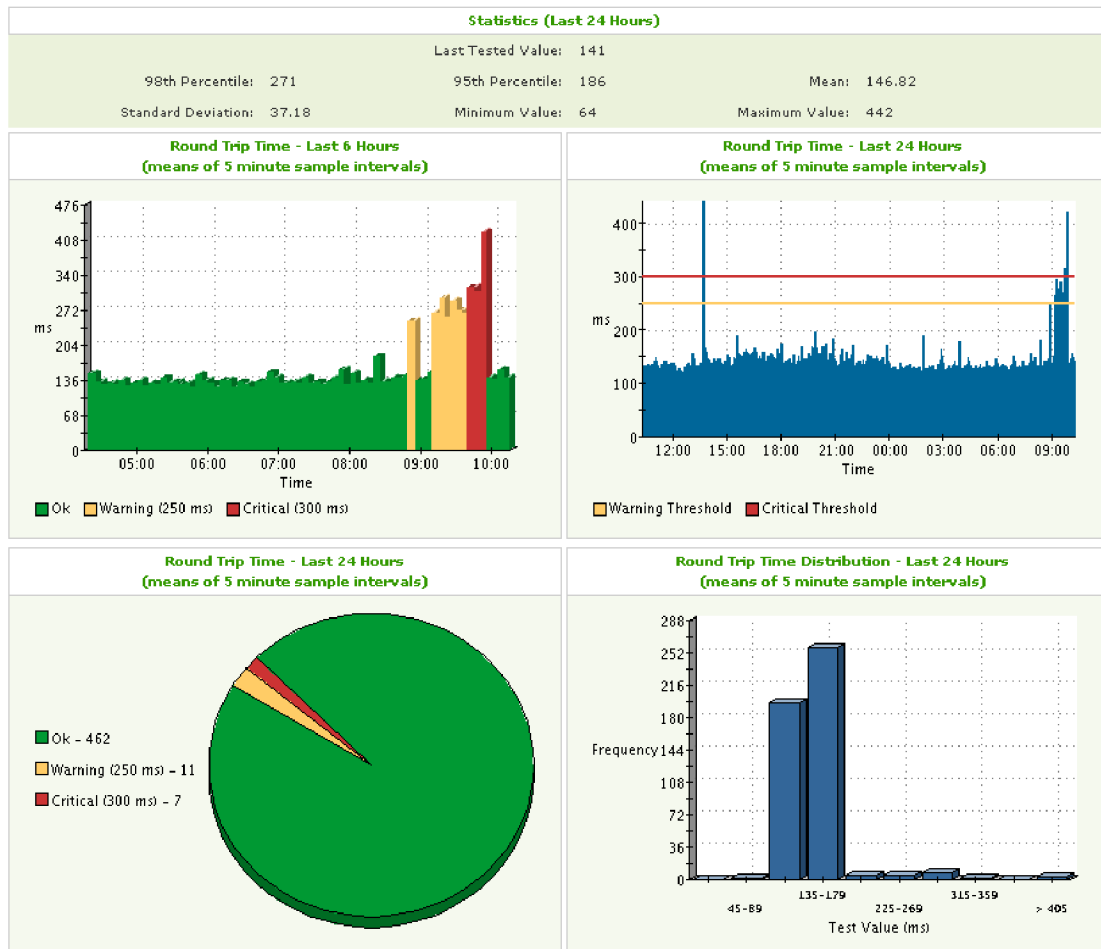 Statistics (Last 24 Hours)
Last Tested Value: 141
98th Percentile: 271 95th Percentile: 186 Mean: 146.82
Standard Deviation: 37.18 Minimum Value: 64 Maximum Value: 442
Round Trip Time - Last 6 Hours
(means of 5 minute sample intervals)
476
408
340
272
204
136
68
0
ms
05:00 06:00 07:00 08:00 09:00 10:00
Time
Ok Warning (250 ms) Critical (300 ms)
Round Trip Time - Last 24 Hours
(means of 5 minute sample intervals)
400
300
200
100
0
ms
12:00 15:00 18:00 21:00 00:00 03:00 06:00 09:00
Time
Warning Threshold Critical Threshold
Round Trip Time - Last 24 Hours
(means of 5 minute sample intervals)
Ok - 462
Warning (250 ms) - 11
Critical (300 ms) - 7
Round Trip Time Distribution - Last 24 Hours
(means of 5 minute sample intervals)
288
252
216
180
144
108
72
36
0
Frequency
135-179 315-359
45-89 225-269 > 405
Test Value (ms)